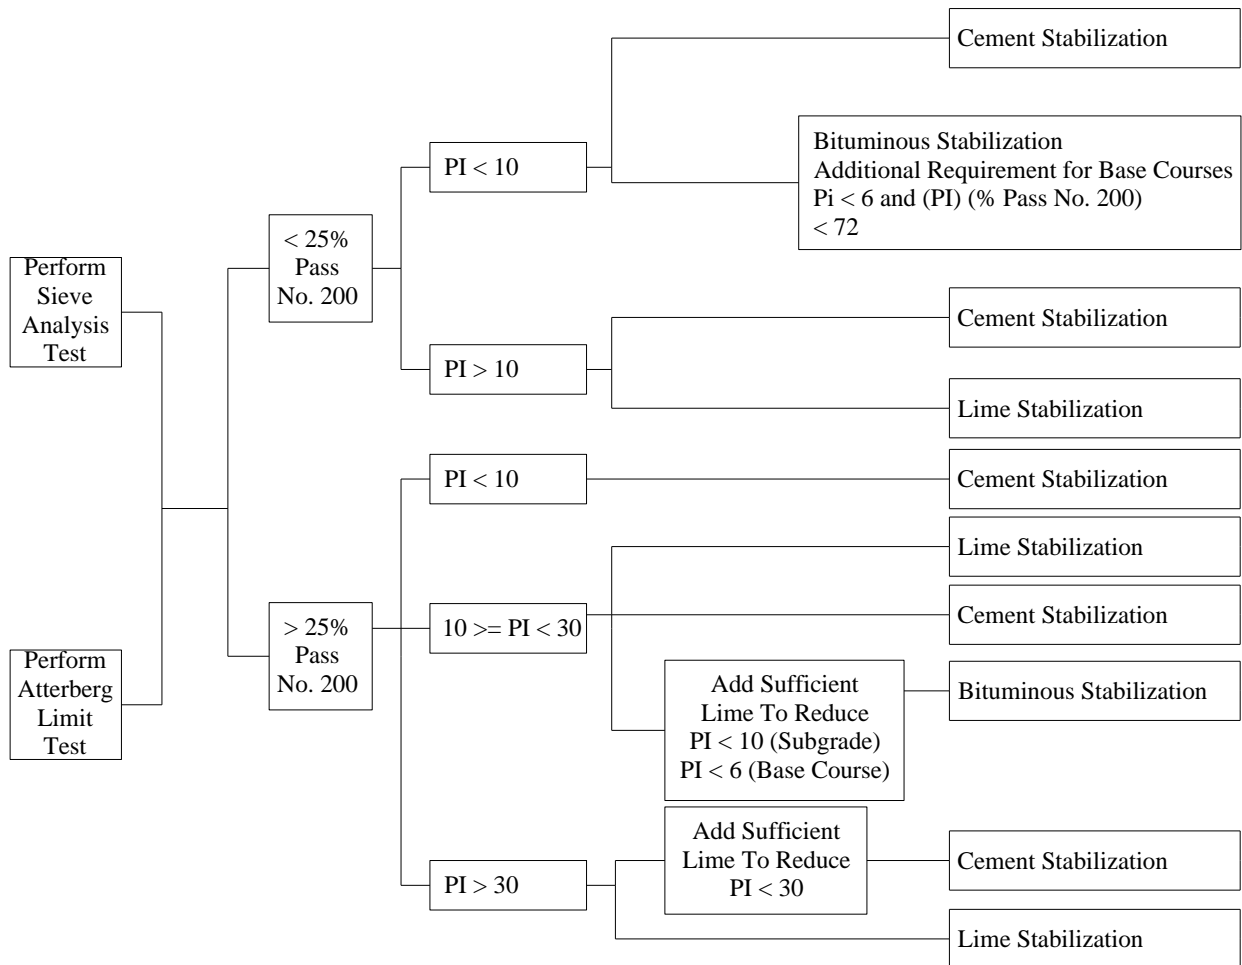 Perform
Sieve
Analysis
Test
Perform
Atterberg
Limit
Test
< 25%
Pass
No. 200
> 25%
Pass
No. 200
PI < 10
PI > 10
PI < 10
10 >= PI < 30
PI > 30
Cement Stabilization
Bituminous Stabilization
Additional Requirement for Base Courses
Pi < 6 and (PI) (% Pass No. 200)
< 72
Cement Stabilization
Lime Stabilization
Cement Stabilization
Lime Stabilization
Cement Stabilization
Add Sufficient
Lime To Reduce
PI < 10 (Subgrade)
PI < 6 (Base Course)
Bituminous Stabilization
Add Sufficient
Lime To Reduce
PI < 30
Cement Stabilization
Lime Stabilization